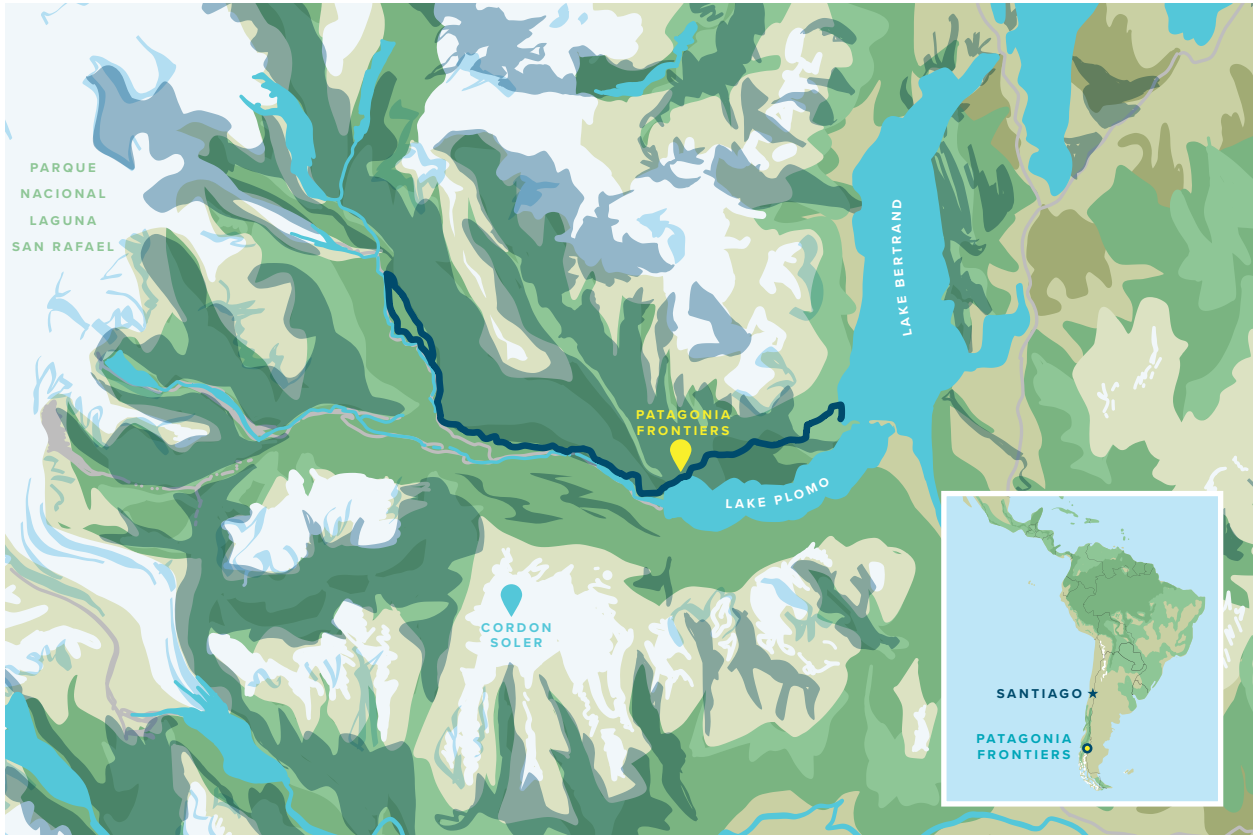 PARQUE
NACIONAL
LAGUNA
SAN RAFAEL
LAKE BERTRAND
PATAGONIA
FRONTIERS
LAKE PLOMO
CORDON
SOLER
SANTIAGO
PATAGONIA
FRONTIERS